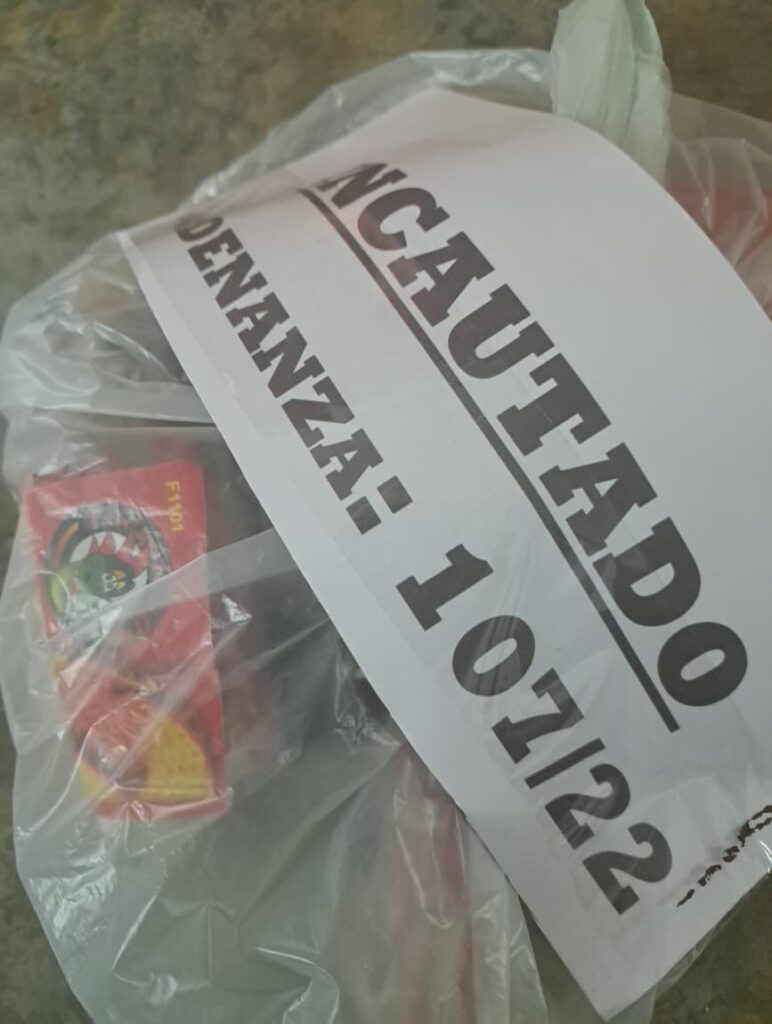 NCAUTADO
DENANZA: 107/22
F1101